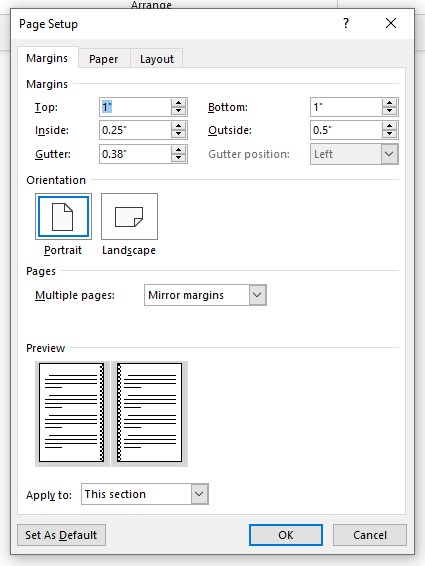 Arrange
Page Setup ? ×
Margins Paper Layout
Margins
Top: 1" Bottom: 1"
Inside: 0.25" Outside: 0.5"
Gutter: 0.38" Gutter position: Left
Orientation
Portrait Landscape
Pages
Multiple pages: Mirror margins
Preview
Apply to: This section
Set As Default OK Cancel